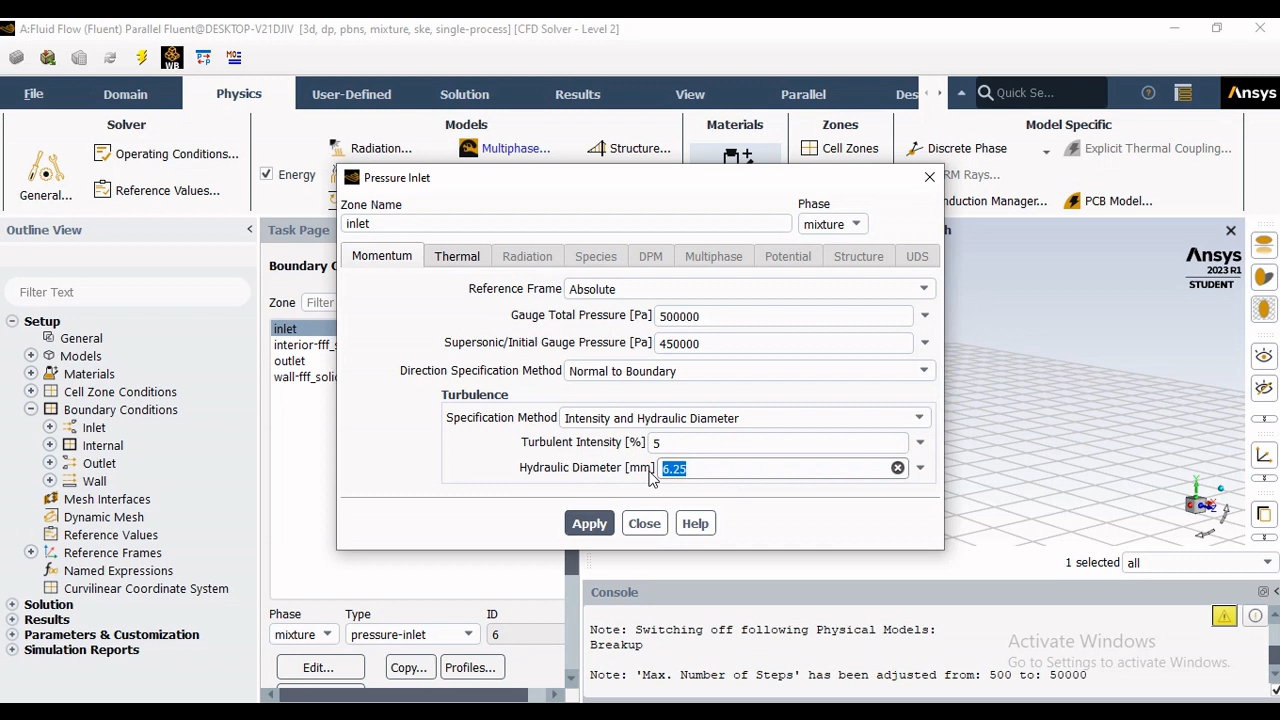 A:Fluid Flow (Fluent) Parallel Fluent@DESKTOP-V21DJIV [3d, dp, pbns, mixture, ske, single-process] [CFD Solver - Level 2]
WB
File Domain Physics User-Defined Solution Results View Parallel Des Quick Se... Ansys
Solver Models Materials Zones Model Specific
Operating Conditions... Radiation... Multiphase... Structure... Cell Zones Discrete Phase Explicit Thermal Coupling...
General... Reference Values... Energy RM Rays...
onduction Manager... PCB Model...
Pressure Inlet
Zone Name Phase
inlet mixture
Momentum Thermal Radiation Species DPM Multiphase Potential Structure UDS
Reference Frame Absolute
Gauge Total Pressure [Pa] 500000
Supersonic/Initial Gauge Pressure [Pa] 450000
Direction Specification Method Normal to Boundary
Turbulence
Specification Method Intensity and Hydraulic Diameter
Turbulent Intensity [%] 5
Hydraulic Diameter [mm] 6.25
Apply Close Help
Outline View
Filter Text
Setup
General
Models
Materials
Cell Zone Conditions
Boundary Conditions
Inlet
Internal
Outlet
Wall
Mesh Interfaces
Dynamic Mesh
Reference Values
Reference Frames
Named Expressions
Curvilinear Coordinate System
Solution
Results
Parameters & Customization
Simulation Reports
Task Page
Boundary C
Zone Filter
inlet
interior-fff_s
outlet
wall-fff_solid
Phase Type ID
mixture pressure-inlet 6
Edit... Copy... Profiles...
h
Ansys
2023 R1
STUDENT
1 selected all
Console
Note: Switching off following Physical Models:
Breakup
Note: 'Max. Number of Steps' has been adjusted from: 500 to: 50000
Activate Windows
Go to Settings to activate Windows.